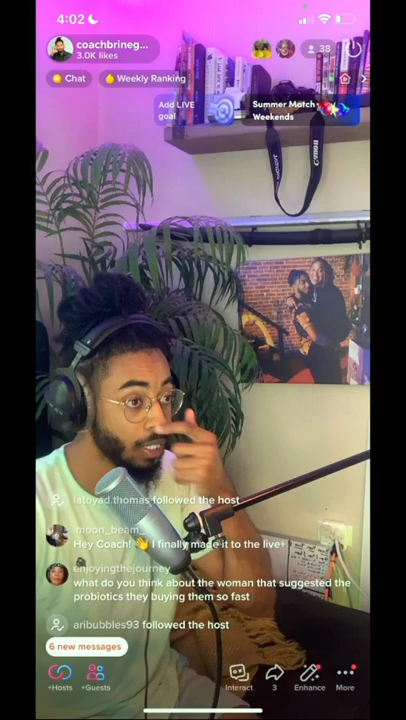 4:02
coachbrineg...
3.0K likes
38
Chat
Weekly Ranking
Add LIVE
goal
Summer Match
Weekends
Canon
latoyad.thomas followed the host
moon_beam_
Hey Coach! 👋 I finally made it to the live+
enjoyingthejourney
what do you think about the woman that suggested the
probiotics they buying them so fast
aribubbles93 followed the host
6 new messages
+Hosts
+Guests
Interact
3
Enhance
More